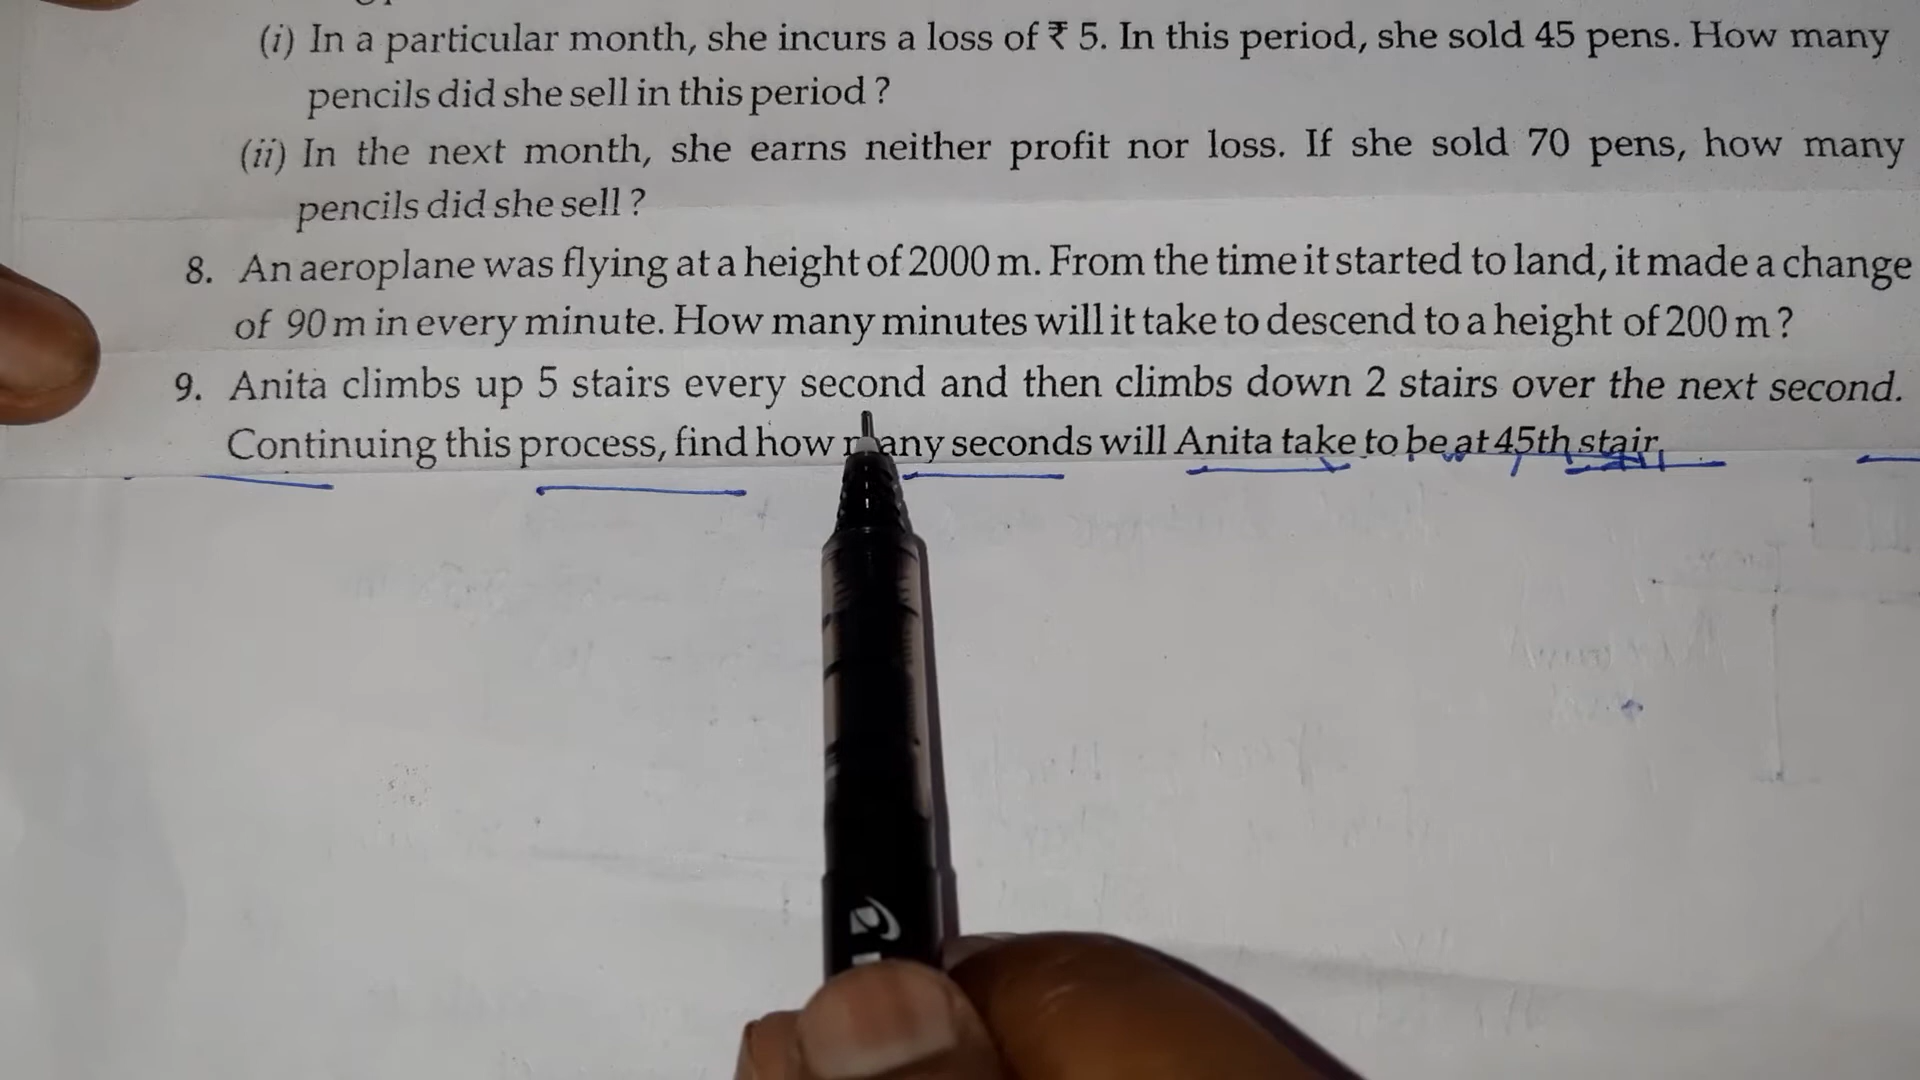 (i) In a particular month, she incurs a loss of ₹ 5. In this period, she sold 45 pens. How many
pencils did she sell in this period ?
(ii) In the next month, she earns neither profit nor loss. If she sold 70 pens, how many
pencils did she sell ?
8. An aeroplane was flying at a height of 2000 m. From the time it started to land, it made a change
of 90 m in every minute. How many minutes will it take to descend to a height of 200 m ?
9. Anita climbs up 5 stairs every second and then climbs down 2 stairs over the next second.
Continuing this process, find how many seconds will Anita take to be at 45th stair.